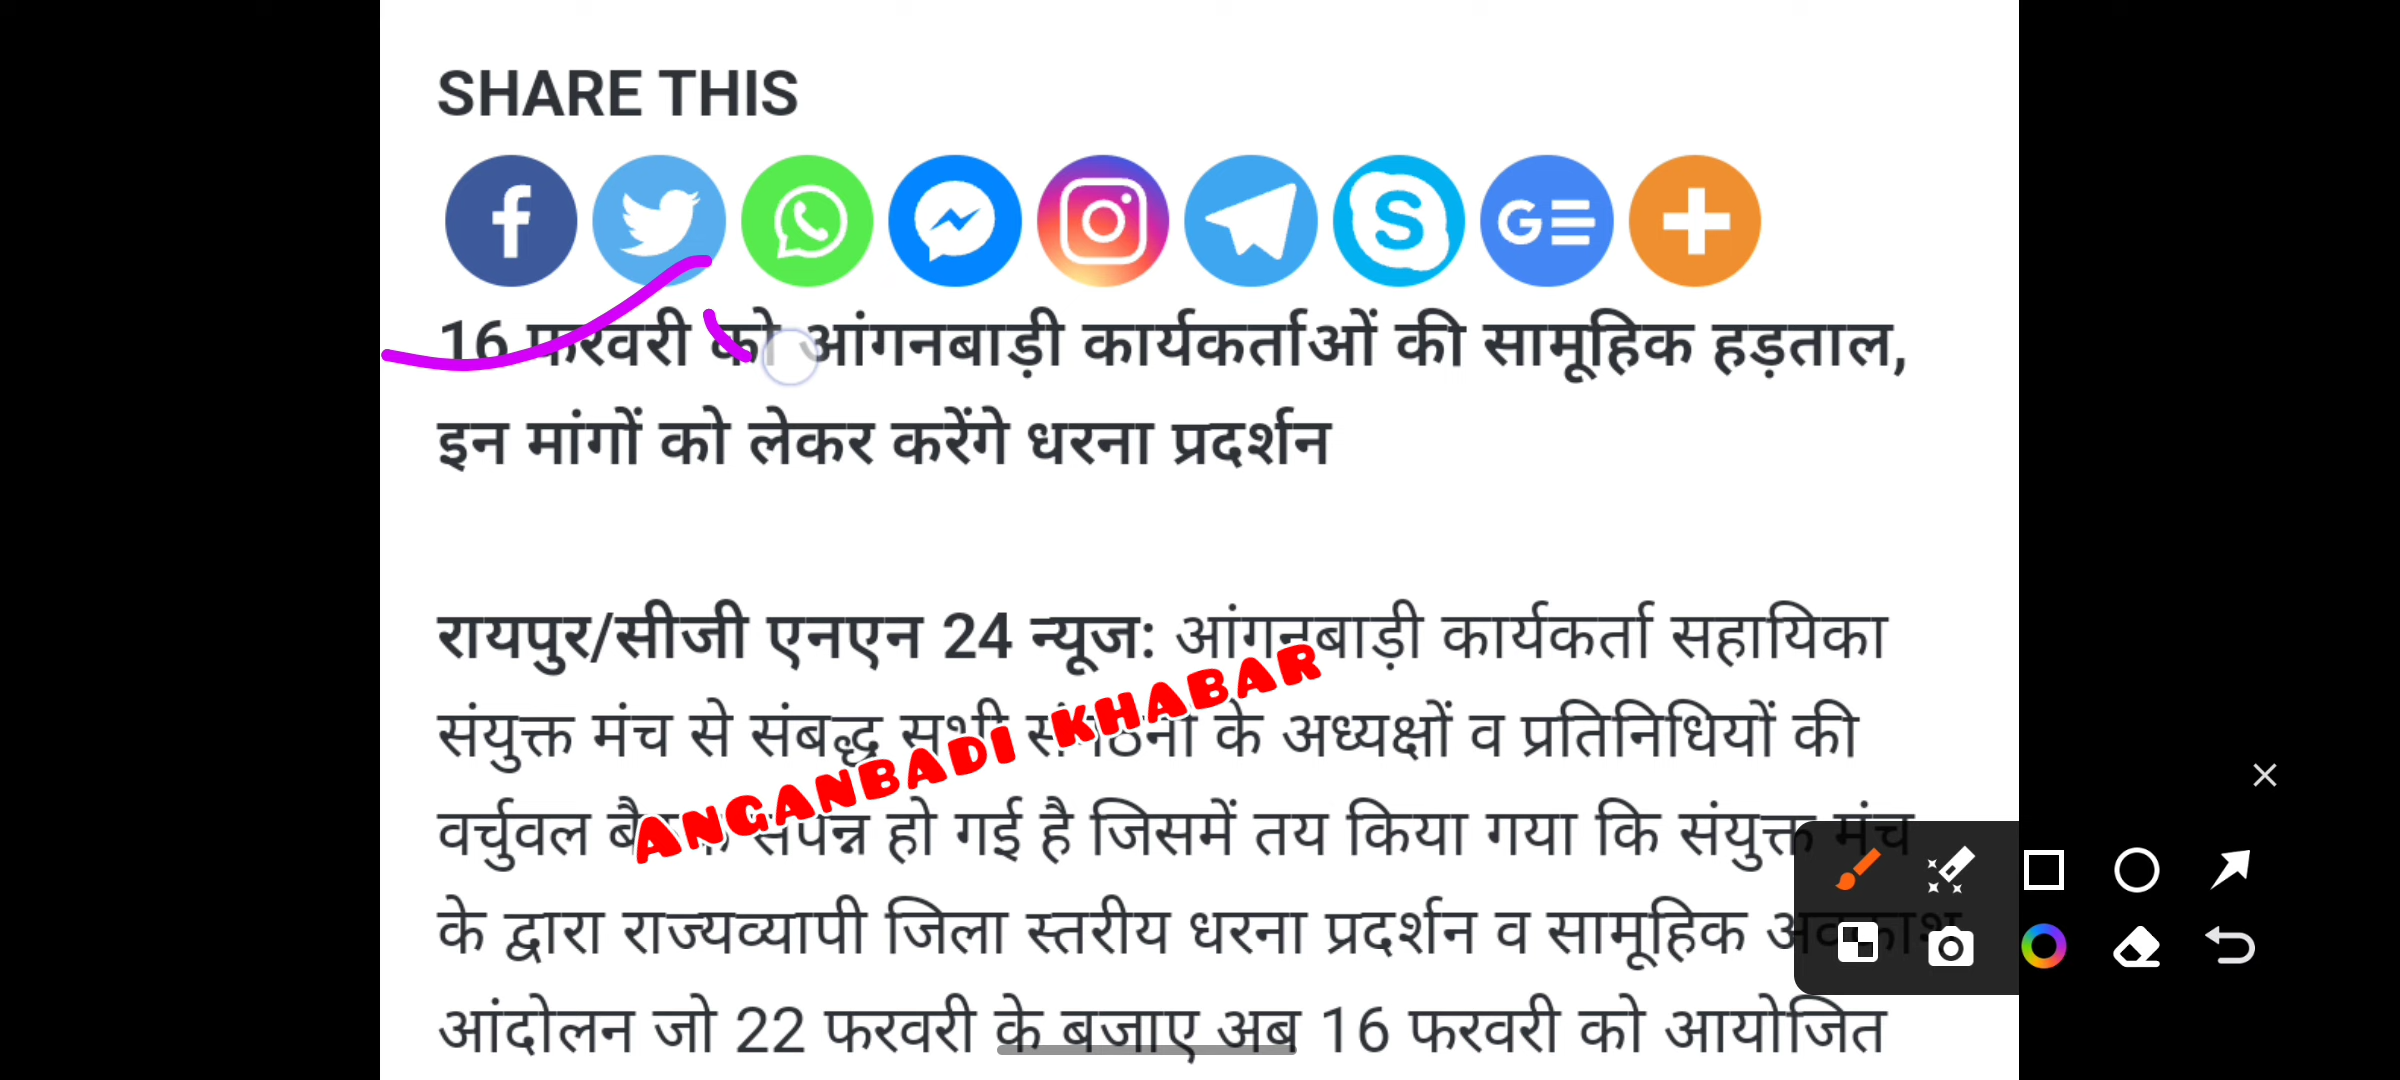 SHARE THIS
16 फरवरी को आंगनबाड़ी कार्यकर्ताओं की सामूहिक हड़ताल,
इन मांगों को लेकर करेंगे धरना प्रदर्शन
रायपुर/सीजी एनएन 24 न्यूज: आंगनबाड़ी कार्यकर्ता सहायिका
संयुक्त मंच से संबद्ध सभी संगठनों के अध्यक्षों व प्रतिनिधियों की
वर्चुवल बैठक संपन्न हो गई है जिसमें तय किया गया कि संयुक्त मंच
के द्वारा राज्यव्यापी जिला स्तरीय धरना प्रदर्शन व सामूहिक अवकाश
आंदोलन जो 22 फरवरी के बजाए अब 16 फरवरी को आयोजित
ANGANBADI KHABAR